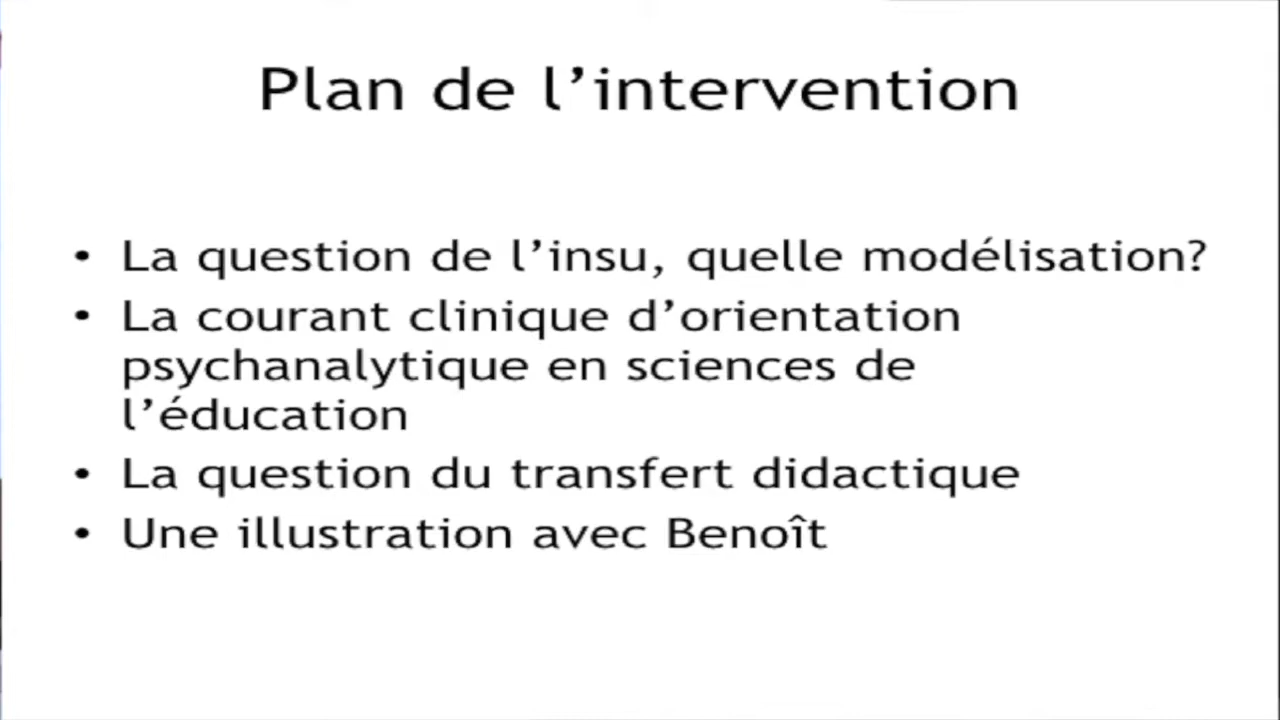 Plan de l’intervention
• La question de l’insu, quelle modélisation?
• La courant clinique d’orientation
psychanalytique en sciences de
l’éducation
• La question du transfert didactique
• Une illustration avec Benoît